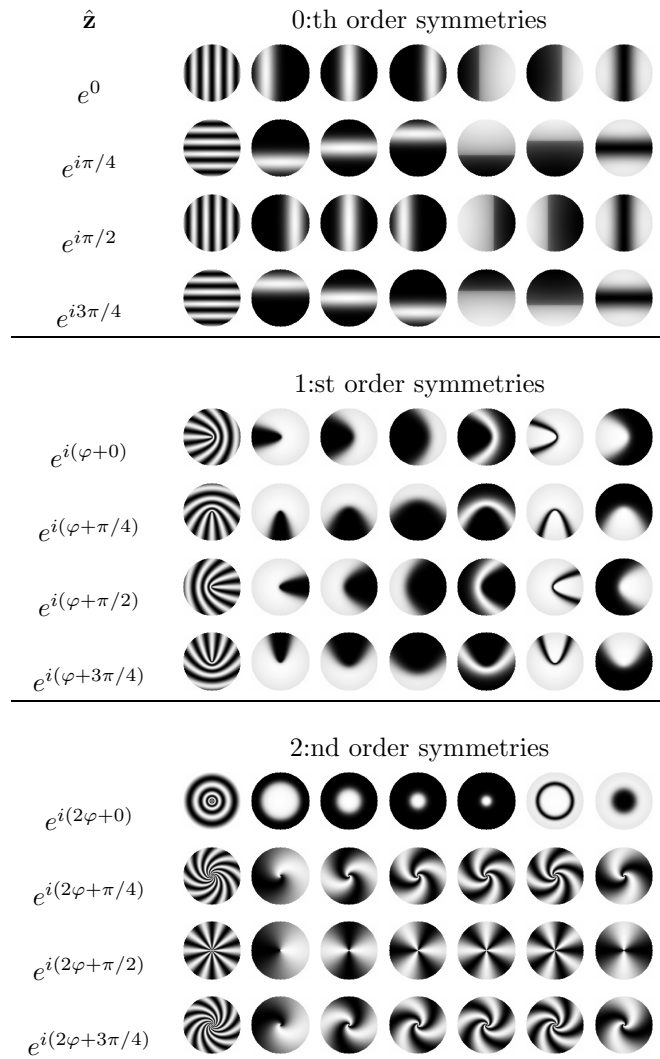 ẑ 0:th order symmetries
e^0
e^{iπ/4}
e^{iπ/2}
e^{i3π/4}
1:st order symmetries
e^{i(φ+0)}
e^{i(φ+π/4)}
e^{i(φ+π/2)}
e^{i(φ+3π/4)}
2:nd order symmetries
e^{i(2φ+0)}
e^{i(2φ+π/4)}
e^{i(2φ+π/2)}
e^{i(2φ+3π/4)}